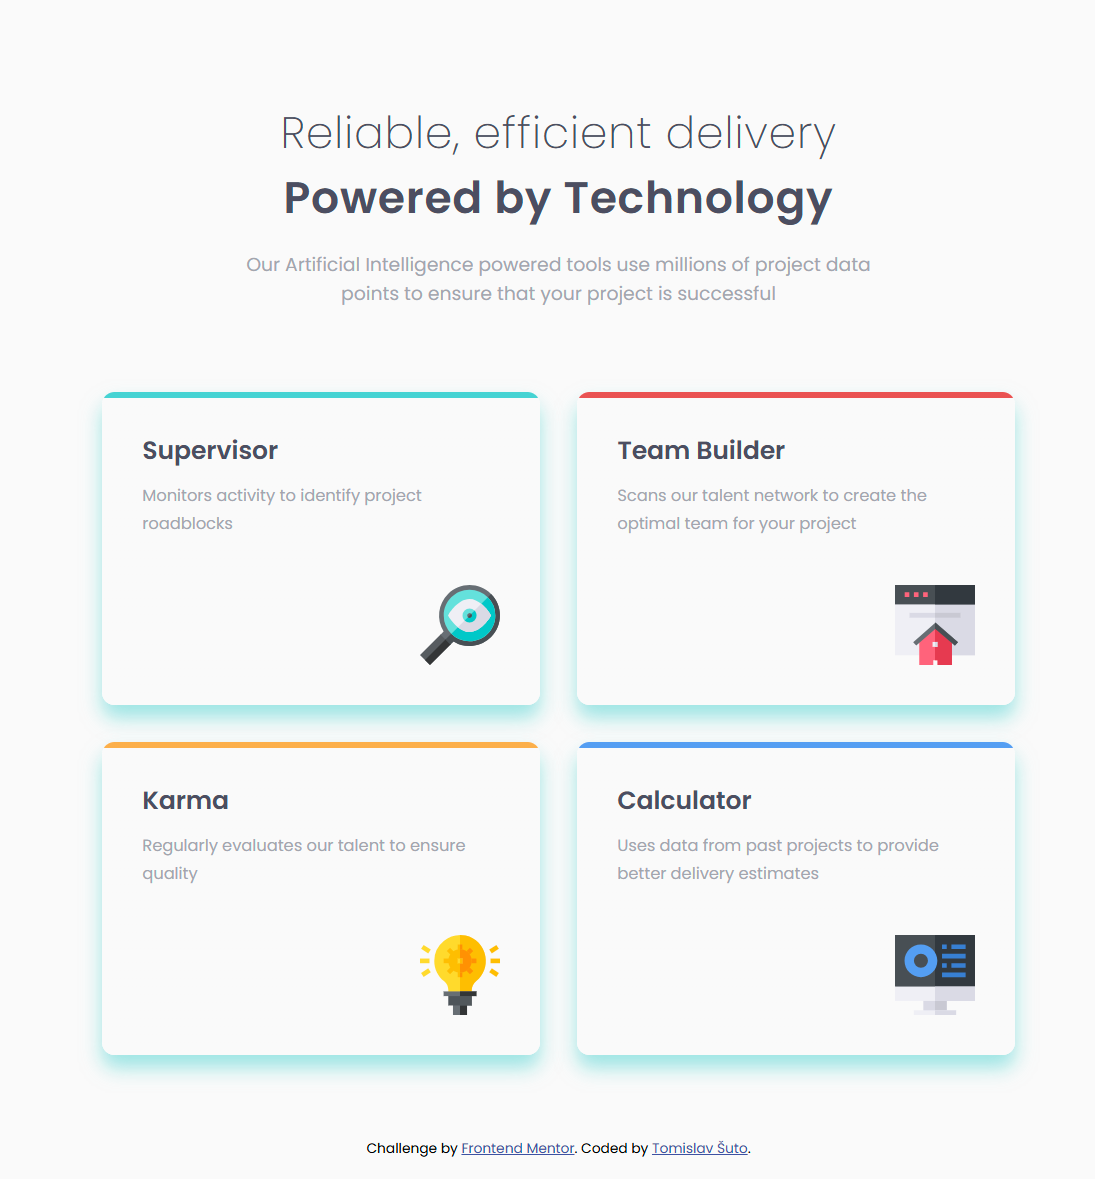 Reliable, efficient delivery
Powered by Technology
Our Artificial Intelligence powered tools use millions of project data
points to ensure that your project is successful
Supervisor
Monitors activity to identify project
roadblocks
Team Builder
Scans our talent network to create the
optimal team for your project
Karma
Regularly evaluates our talent to ensure
quality
Calculator
Uses data from past projects to provide
better delivery estimates
Challenge by Frontend Mentor. Coded by Tomislav Šuto.